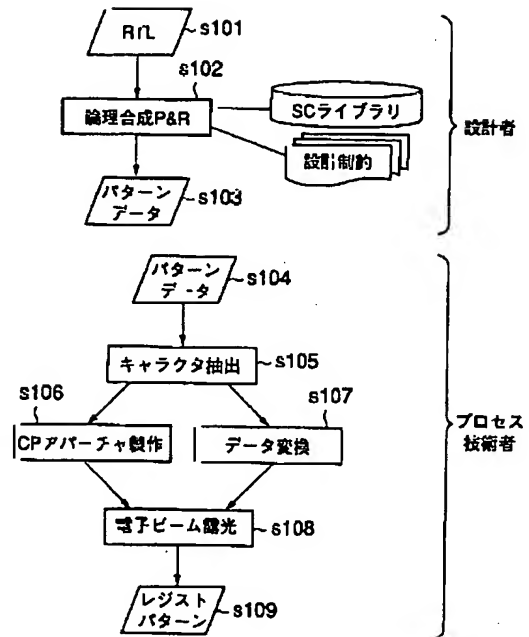 s101
s102
論理合成P&R
SCライブラリ
設計制約
設計者
パターン
データ
s103
パターン
データ
s104
キャラクタ抽出
s105
s106
s107
CPアパーチャ製作
データ変換
プロセス
技術者
電子ビーム露光
s108
レジスト
パターン
s109